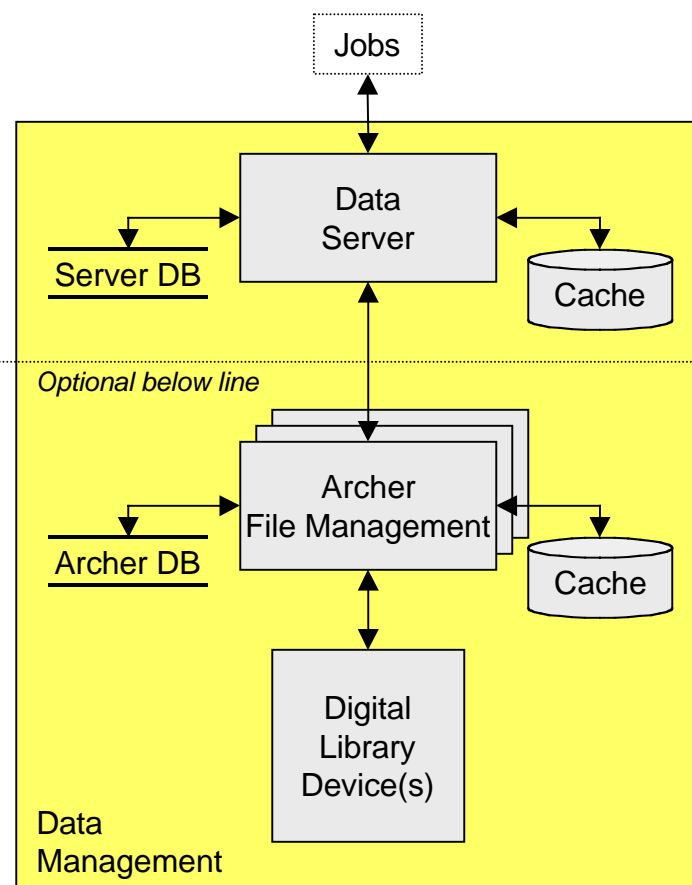 Jobs
Data
Server
Server DB
Cache
Optional below line
Archer
File Management
Archer DB
Cache
Digital
Library
Device(s)
Data
Management